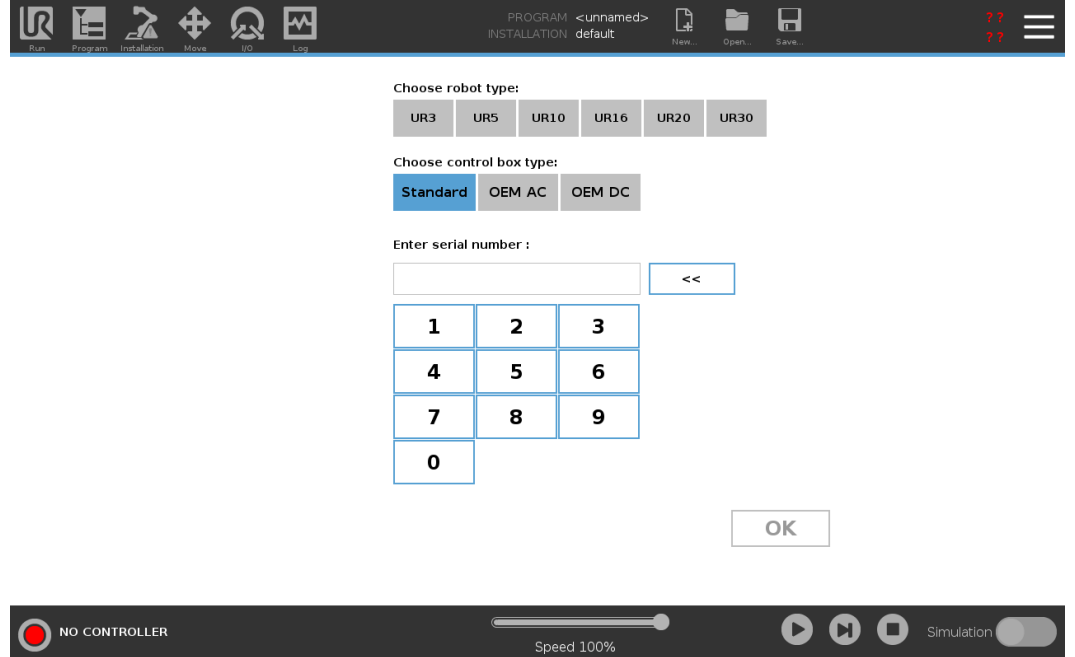 UR
PROGRAM <unnamed>
INSTALLATION default
Run Program Installation Move I/O Log New... Open... Save...
? ?
? ?
Choose robot type:
UR3 UR5 UR10 UR16 UR20 UR30
Choose control box type:
Standard OEM AC OEM DC
Enter serial number :
<<
1 2 3
4 5 6
7 8 9
0
OK
NO CONTROLLER
Speed 100%
Simulation